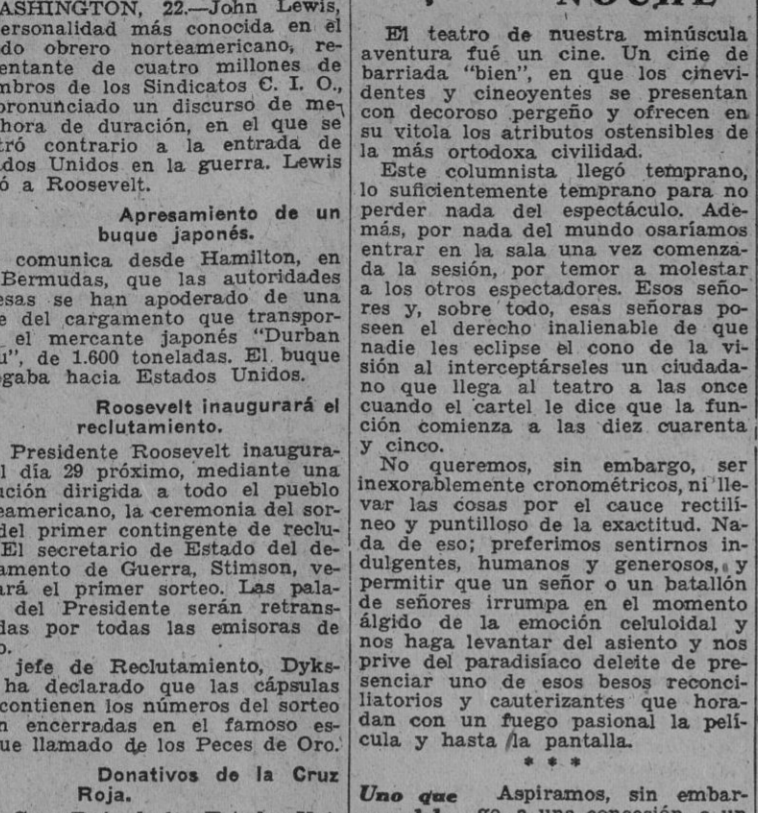 ASHINGTON, 22.—John Lewis,
ersonalidad más conocida en el
do obrero norteamericano, re-
entante de cuatro millones de
mbros de los Sindicatos C. I. O.,
pronunciado un discurso de me-
hora de duración, en el que se
tró contrario a la entrada de
ados Unidos en la guerra. Lewis
ó a Roosevelt.
Apresamiento de un
buque japonés.
comunica desde Hamilton, en
Bermudas, que las autoridades
esas se han apoderado de una
e del cargamento que transpor-
el mercante japonés "Durban
u", de 1.600 toneladas. El buque
ogaba hacia Estados Unidos.
Roosevelt inaugurará el
reclutamiento.
Presidente Roosevelt inaugura-
l día 29 próximo, mediante una
ución dirigida a todo el pueblo
eamericano, la ceremonia del sor-
del primer contingente de reclu-
El secretario de Estado del de-
amento de Guerra, Stimson, ve-
ará el primer sorteo. Las pala-
del Presidente serán retrans-
das por todas las emisoras de
o.
jefe de Reclutamiento, Dyks-
ha declarado que las cápsulas
contienen los números del sorteo
n encerradas en el famoso es-
ue llamado de los Peces de Oro.
Donativos de la Cruz
Roja.
NOCHE
El teatro de nuestra minúscula
aventura fué un cine. Un cine de
barriada "bien", en que los cinevi-
dentes y cineoyentes se presentan
con decoroso pergeño y ofrecen en
su vitola los atributos ostensibles de
la más ortodoxa civilidad.
Este columnista llegó temprano,
lo suficientemente temprano para no
perder nada del espectáculo. Ade-
más, por nada del mundo osaríamos
entrar en la sala una vez comenza-
da la sesión, por temor a molestar
a los otros espectadores. Esos seño-
res y, sobre todo, esas señoras po-
seen el derecho inalienable de que
nadie les eclipse el cono de la vi-
sión al interceptárseles un ciudada-
no que llega al teatro a las once
cuando el cartel le dice que la fun-
ción comienza a las diez cuarenta
y cinco.
No queremos, sin embargo, ser
inexorablemente cronométricos, ni lle-
var las cosas por el cauce rectilí-
neo y puntilloso de la exactitud. Na-
da de eso; preferimos sentirnos in-
dulgentes, humanos y generosos, y
permitir que un señor o un batallón
de señores irrumpa en el momento
álgido de la emoción celuloidal y
nos haga levantar del asiento y nos
prive del paradisíaco deleite de pre-
senciar uno de esos besos reconci-
liatorios y cauterizantes que hora-
dan con un fuego pasional la pelí-
cula y hasta la pantalla.
* * *
Uno que Aspiramos, sin embar-